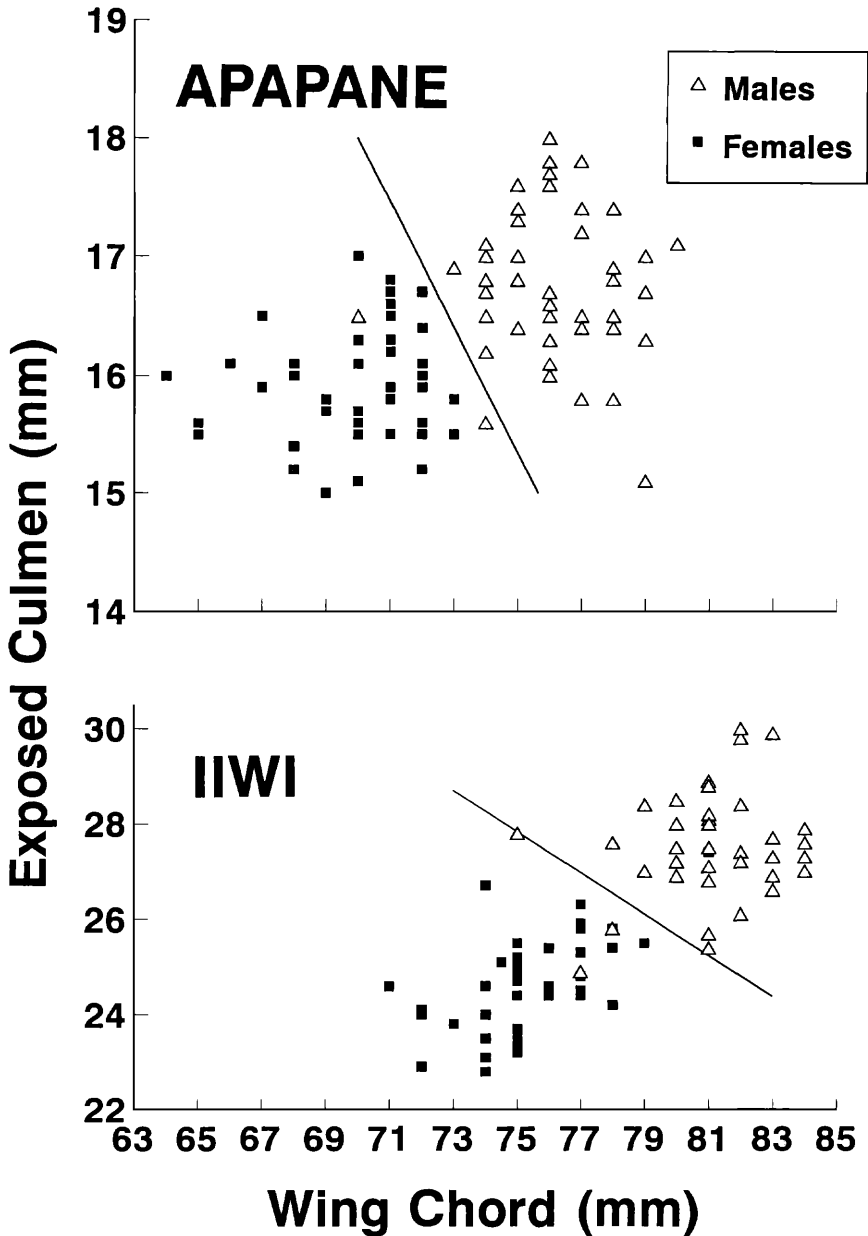 APAPANE
Males
Females
19
18
17
16
15
14
Exposed Culmen (mm)
IIWI
30
28
26
24
22
63 65 67 69 71 73 75 77 79 81 83 85
Wing Chord (mm)